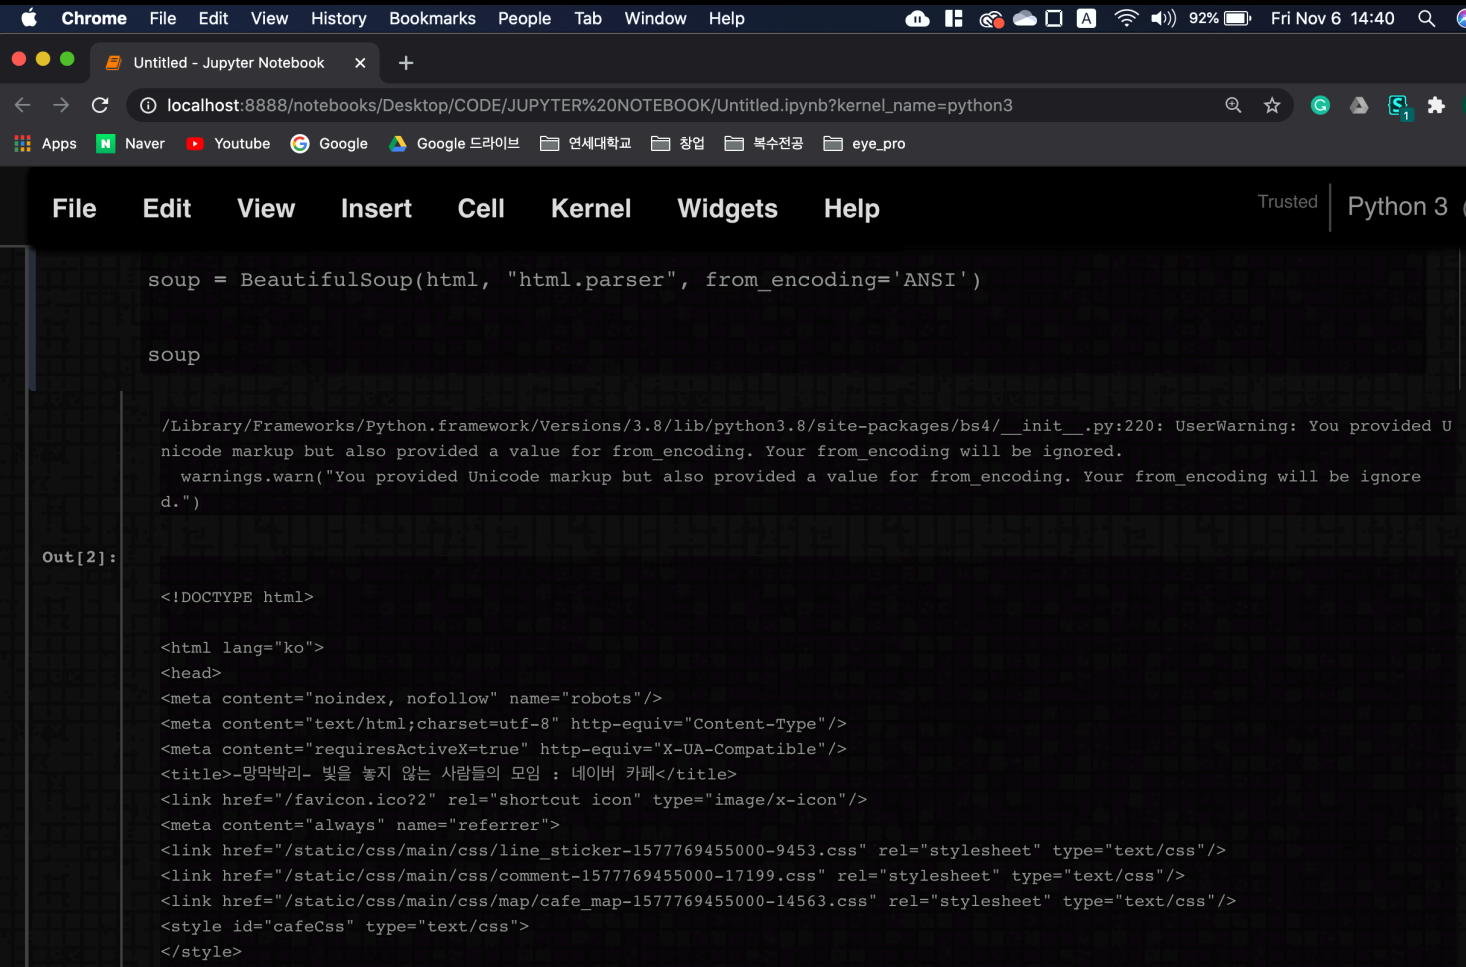 Chrome File Edit View History Bookmarks People Tab Window Help A 92% Fri Nov 6 14:40
Untitled - Jupyter Notebook
localhost:8888/notebooks/Desktop/CODE/JUPYTER%20NOTEBOOK/Untitled.ipynb?kernel_name=python3
Apps N Naver Youtube Google Google 드라이브 연세대학교 창업 복수전공 eye_pro
File Edit View Insert Cell Kernel Widgets Help Trusted Python 3
soup = BeautifulSoup(html, "html.parser", from_encoding='ANSI')
soup
/Library/Frameworks/Python.framework/Versions/3.8/lib/python3.8/site-packages/bs4/__init__.py:220: UserWarning: You provided U
nicode markup but also provided a value for from_encoding. Your from_encoding will be ignored.
warnings.warn("You provided Unicode markup but also provided a value for from_encoding. Your from_encoding will be ignore
d.")
Out[2]:
<!DOCTYPE html>
<html lang="ko">
<head>
<meta content="noindex, nofollow" name="robots"/>
<meta content="text/html;charset=utf-8" http-equiv="Content-Type"/>
<meta content="requiresActiveX=true" http-equiv="X-UA-Compatible"/>
<title>-망막박리- 빛을 놓지 않는 사람들의 모임 : 네이버 카페</title>
<link href="/favicon.ico?2" rel="shortcut icon" type="image/x-icon"/>
<meta content="always" name="referrer">
<link href="/static/css/main/css/line_sticker-1577769455000-9453.css" rel="stylesheet" type="text/css"/>
<link href="/static/css/main/css/comment-1577769455000-17199.css" rel="stylesheet" type="text/css"/>
<link href="/static/css/main/css/map/cafe_map-1577769455000-14563.css" rel="stylesheet" type="text/css"/>
<style id="cafeCss" type="text/css">
</style>